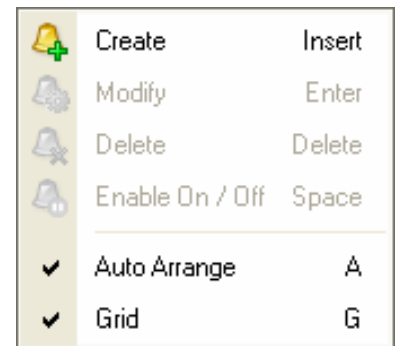 Create Insert
Modify Enter
Delete Delete
Enable On / Off Space
Auto Arrange A
Grid G